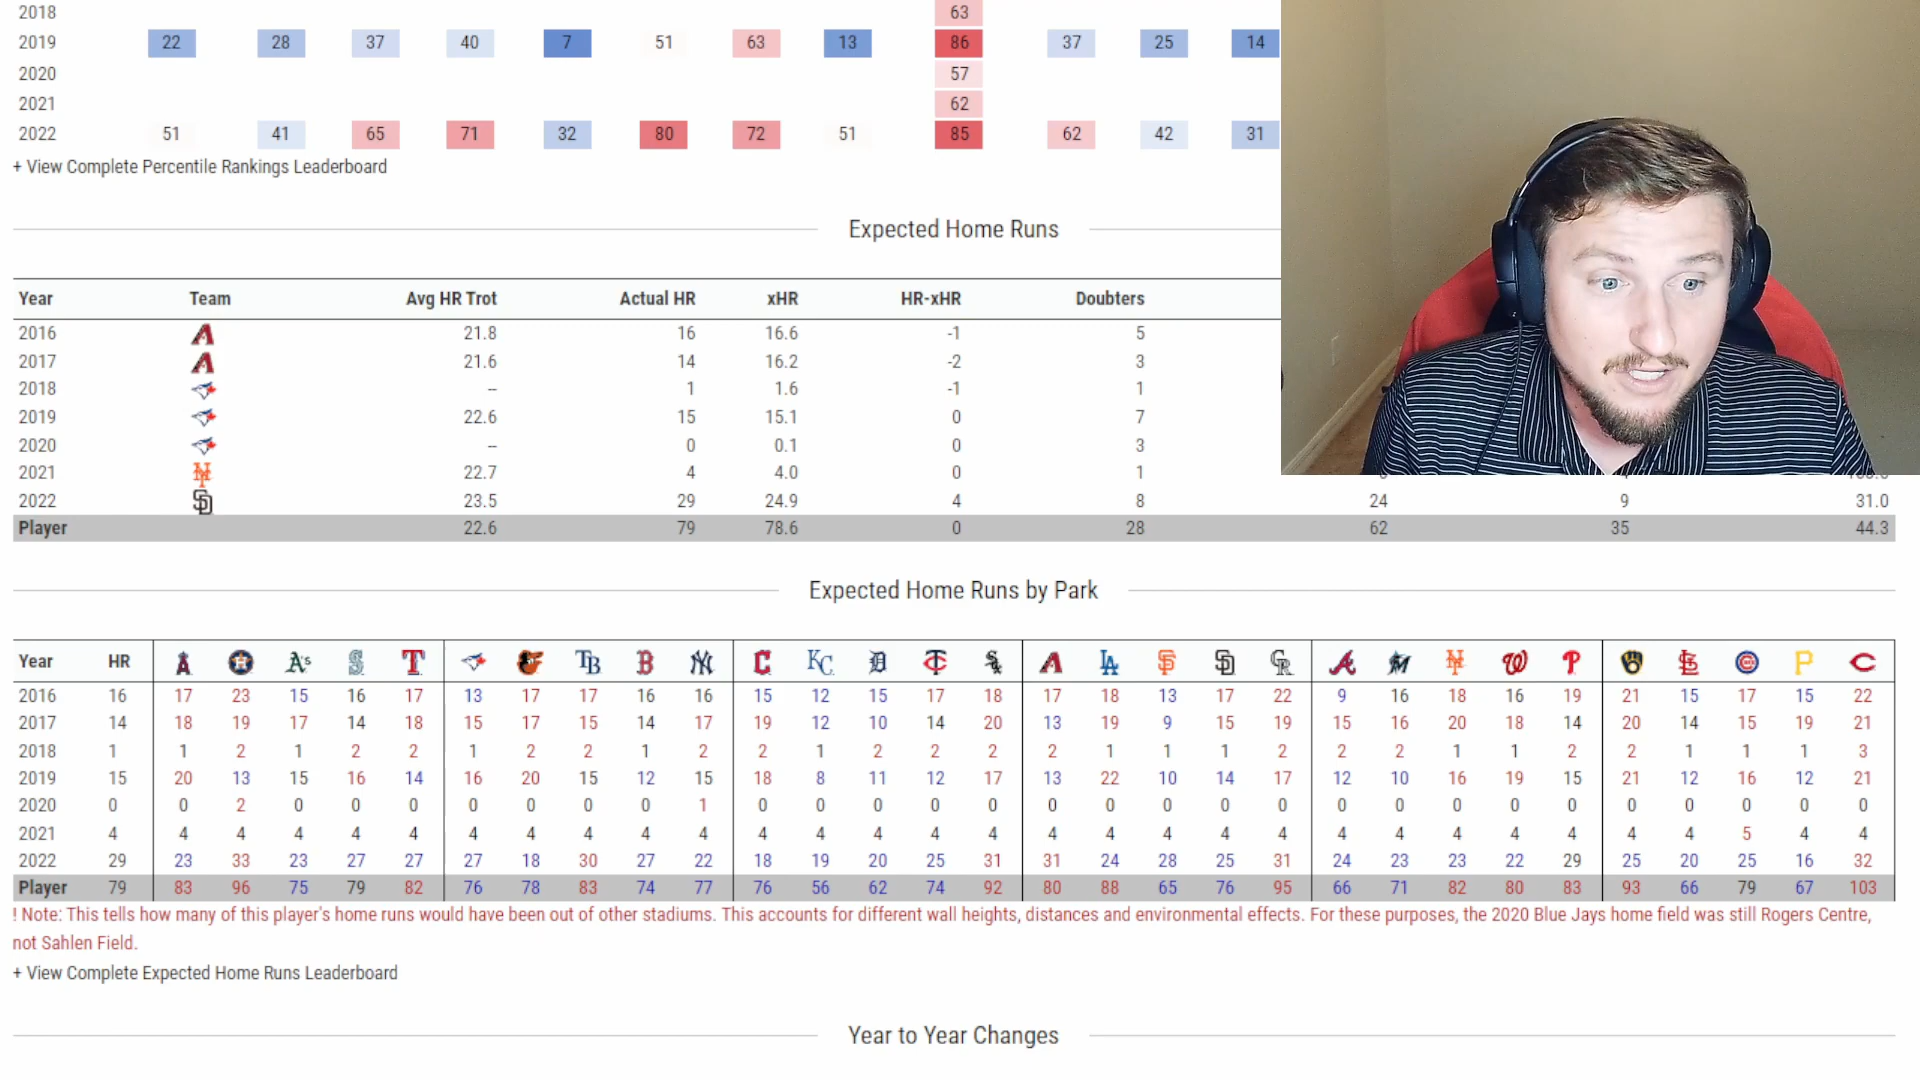 2018 63
2019 22 28 37 40 7 51 63 13 86 37 25 14
2020 57
2021 62
2022 51 41 65 71 32 80 72 51 85 62 42 31
+ View Complete Percentile Rankings Leaderboard
Expected Home Runs
Year Team Avg HR Trot Actual HR xHR HR-xHR Doubters
2016 21.8 16 16.6 -1 5
2017 21.6 14 16.2 -2 3
2018 -- 1 1.6 -1 1
2019 22.6 15 15.1 0 7
2020 -- 0 0.1 0 3
2021 22.7 4 4.0 0 1
2022 23.5 29 24.9 4 8 24 9 31.0
Player 22.6 79 78.6 0 28 62 35 44.3
Expected Home Runs by Park
Year HR
2016 16 17 23 15 16 17 13 17 17 16 16 15 12 15 17 18 17 18 13 17 22 9 16 18 16 19 21 15 17 15 22
2017 14 18 19 17 14 18 15 17 15 14 17 19 12 10 14 20 13 19 9 15 19 15 16 20 18 14 20 14 15 19 21
2018 1 1 2 1 2 2 1 2 2 1 2 2 1 2 2 2 2 1 1 1 2 2 2 1 1 2 2 1 1 1 3
2019 15 20 13 15 16 14 16 20 15 12 15 18 8 11 12 17 13 22 10 14 17 12 10 16 19 15 21 12 16 12 21
2020 0 0 2 0 0 0 0 0 0 0 1 0 0 0 0 0 0 0 0 0 0 0 0 0 0 0 0 0 0 0 0
2021 4 4 4 4 4 4 4 4 4 4 4 4 4 4 4 4 4 4 4 4 4 4 4 4 4 4 4 4 5 4 4
2022 29 23 33 23 27 27 27 18 30 27 22 18 19 20 25 31 31 24 28 25 31 24 23 23 22 29 25 20 25 16 32
Player 79 83 96 75 79 82 76 78 83 74 77 76 56 62 74 92 80 88 65 76 95 66 71 82 80 83 93 66 79 67 103
! Note: This tells how many of this player's home runs would have been out of other stadiums. This accounts for different wall heights, distances and environmental effects. For these purposes, the 2020 Blue Jays home field was still Rogers Centre,
not Sahlen Field.
+ View Complete Expected Home Runs Leaderboard
Year to Year Changes